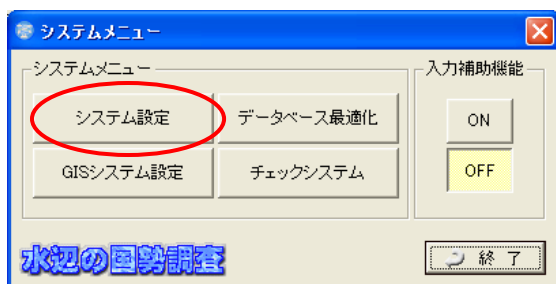 システムメニュー
システムメニュー
システム設定
データベース最適化
GISシステム設定
チェックシステム
入力補助機能
ON
OFF
水辺の国勢調査
終 了